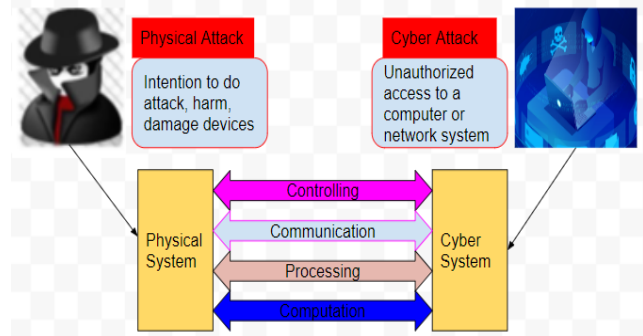 Physical Attack
Intention to do
attack, harm,
damage devices
Cyber Attack
Unauthorized
access to a
computer or
network system
Physical
System
Controlling
Communication
Processing
Computation
Cyber
System